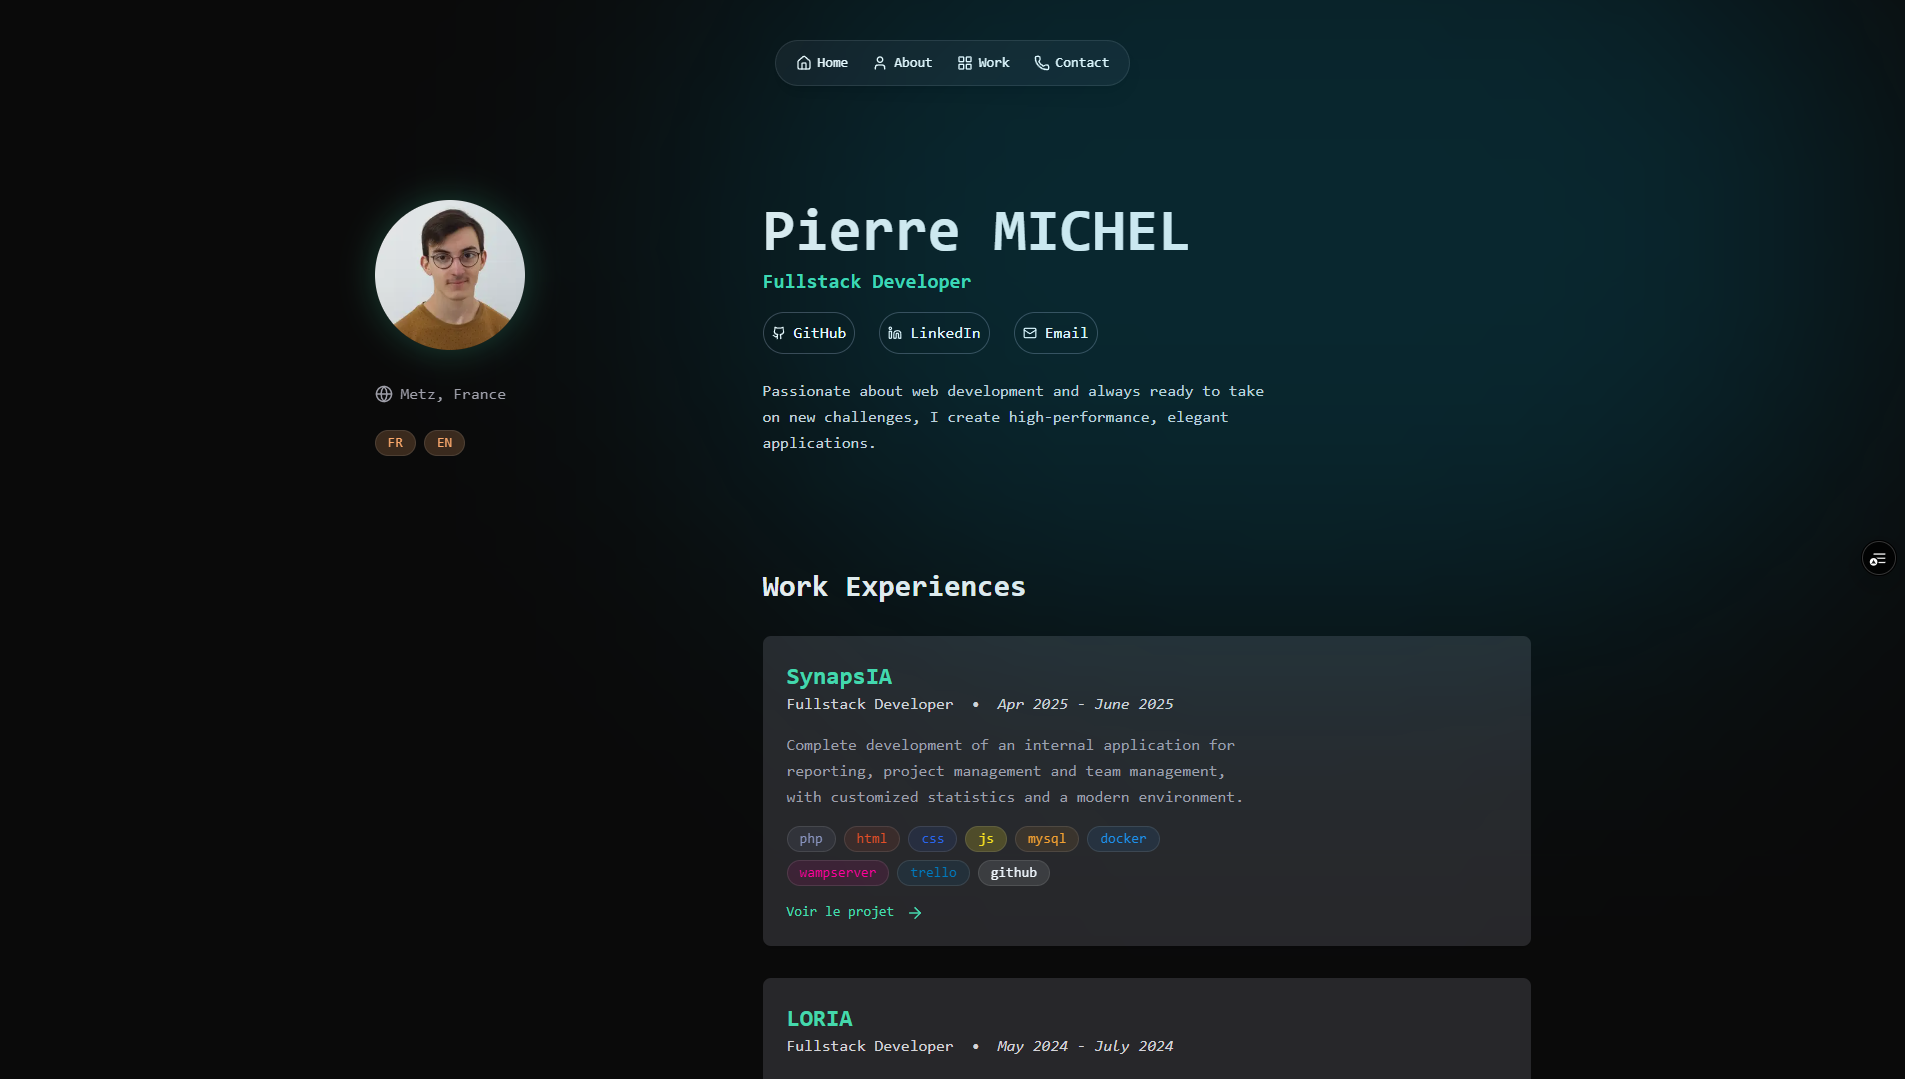 Home About Work Contact
Pierre MICHEL
Fullstack Developer
GitHub LinkedIn Email
Metz, France
FR EN
Passionate about web development and always ready to take
on new challenges, I create high-performance, elegant
applications.
Work Experiences
SynapsIA
Fullstack Developer • Apr 2025 - June 2025
Complete development of an internal application for
reporting, project management and team management,
with customized statistics and a modern environment.
php html css js mysql docker
wampserver trello github
Voir le projet →
LORIA
Fullstack Developer • May 2024 - July 2024